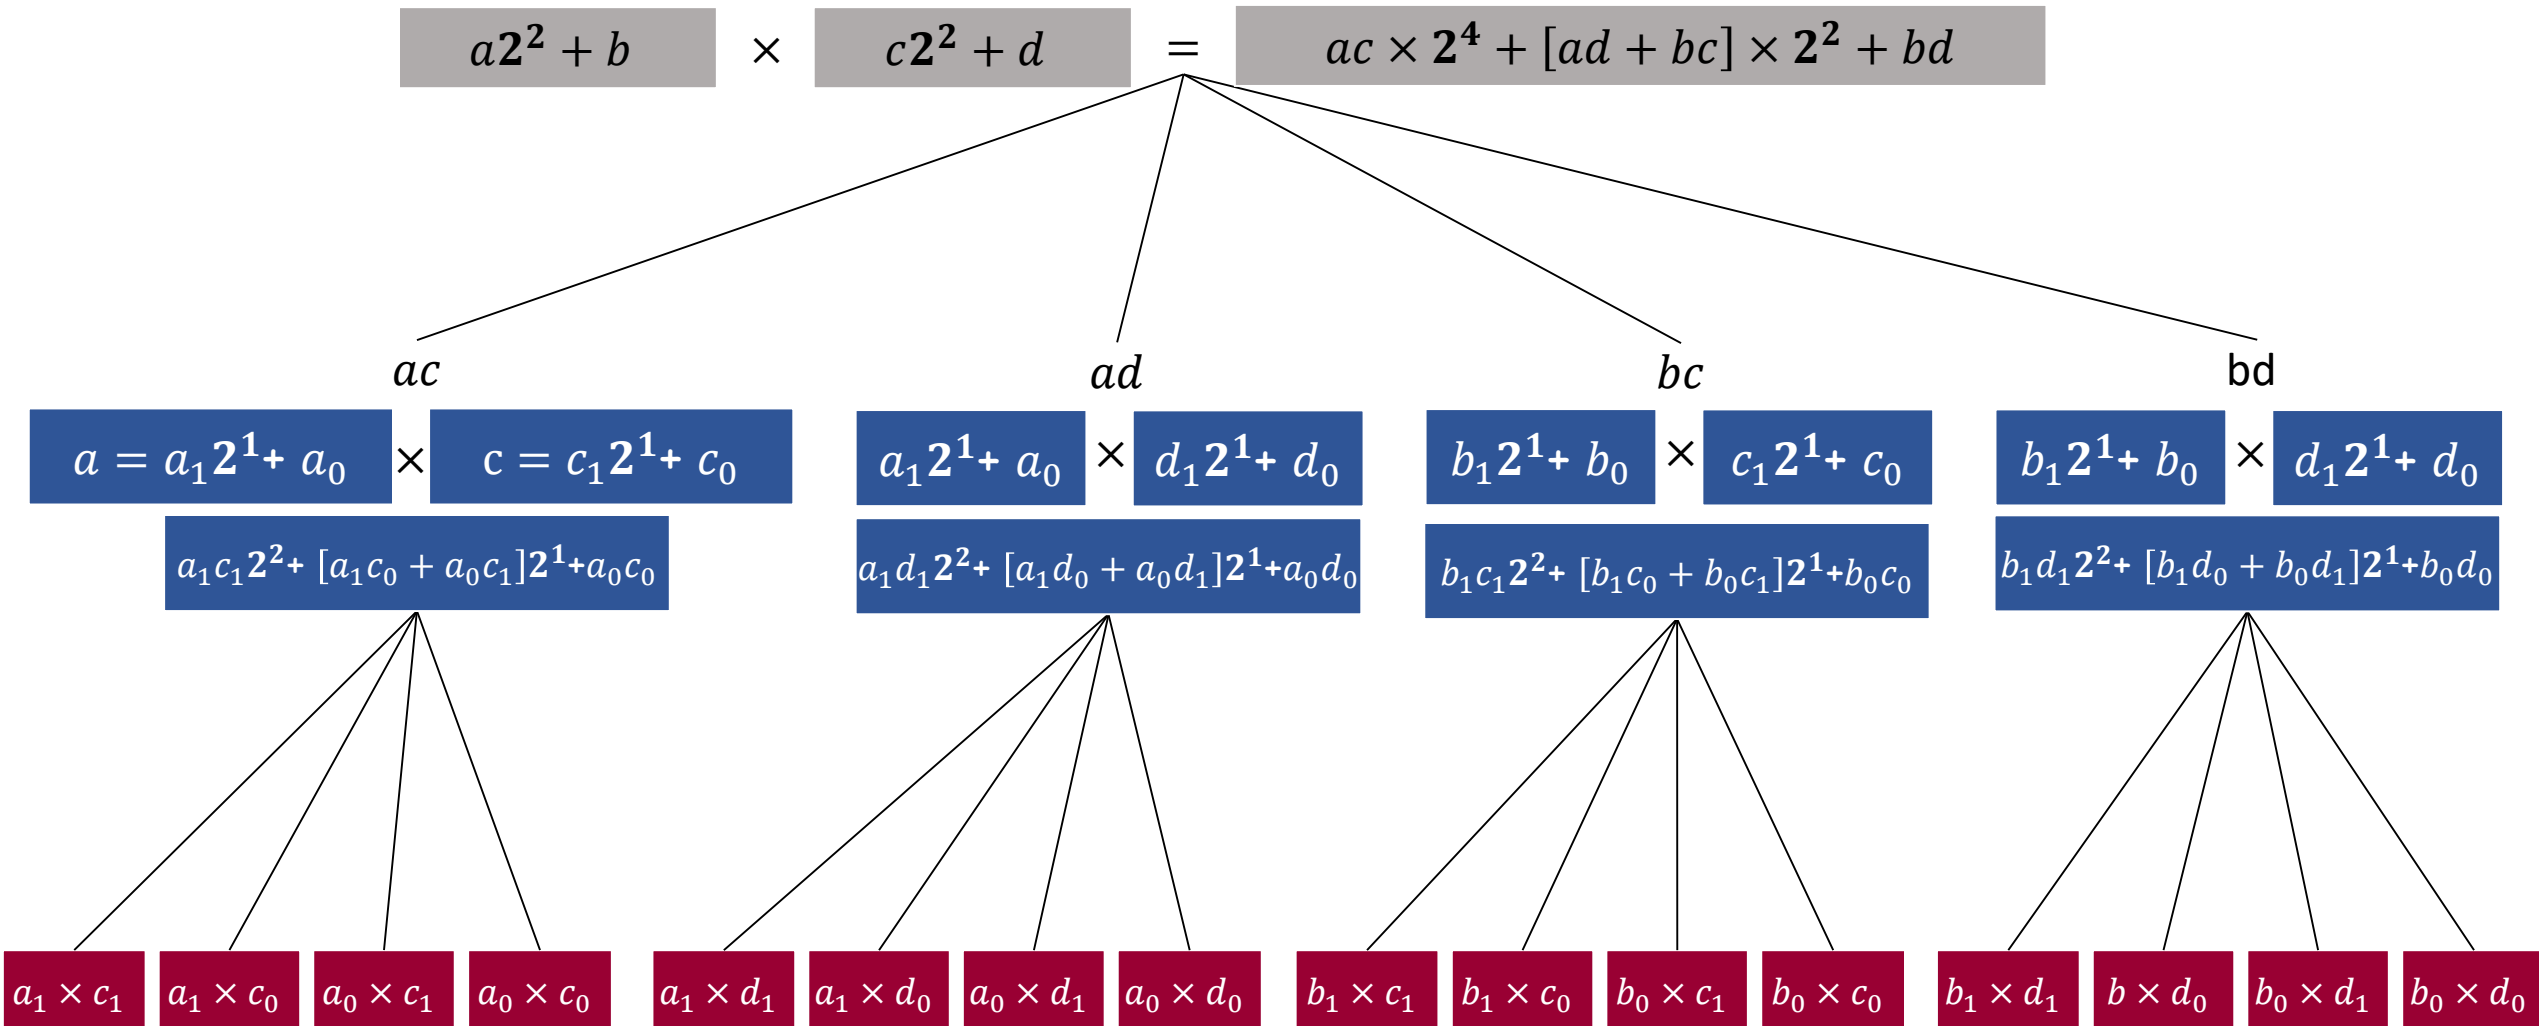 a2² + b × c2² + d = ac × 2⁴ + [ad + bc] × 2² + bd
ac ad bc bd
a = a₁2¹+ a₀ × c = c₁2¹+ c₀ a₁2¹+ a₀ × d₁2¹+ d₀ b₁2¹+ b₀ × c₁2¹+ c₀ b₁2¹+ b₀ × d₁2¹+ d₀
a₁c₁2²+ [a₁c₀ + a₀c₁]2¹+a₀c₀ a₁d₁2²+ [a₁d₀ + a₀d₁]2¹+a₀d₀ b₁c₁2²+ [b₁c₀ + b₀c₁]2¹+b₀c₀ b₁d₁2²+ [b₁d₀ + b₀d₁]2¹+b₀d₀
a₁ × c₁ a₁ × c₀ a₀ × c₁ a₀ × c₀ a₁ × d₁ a₁ × d₀ a₀ × d₁ a₀ × d₀ b₁ × c₁ b₁ × c₀ b₀ × c₁ b₀ × c₀ b₁ × d₁ b × d₀ b₀ × d₁ b₀ × d₀